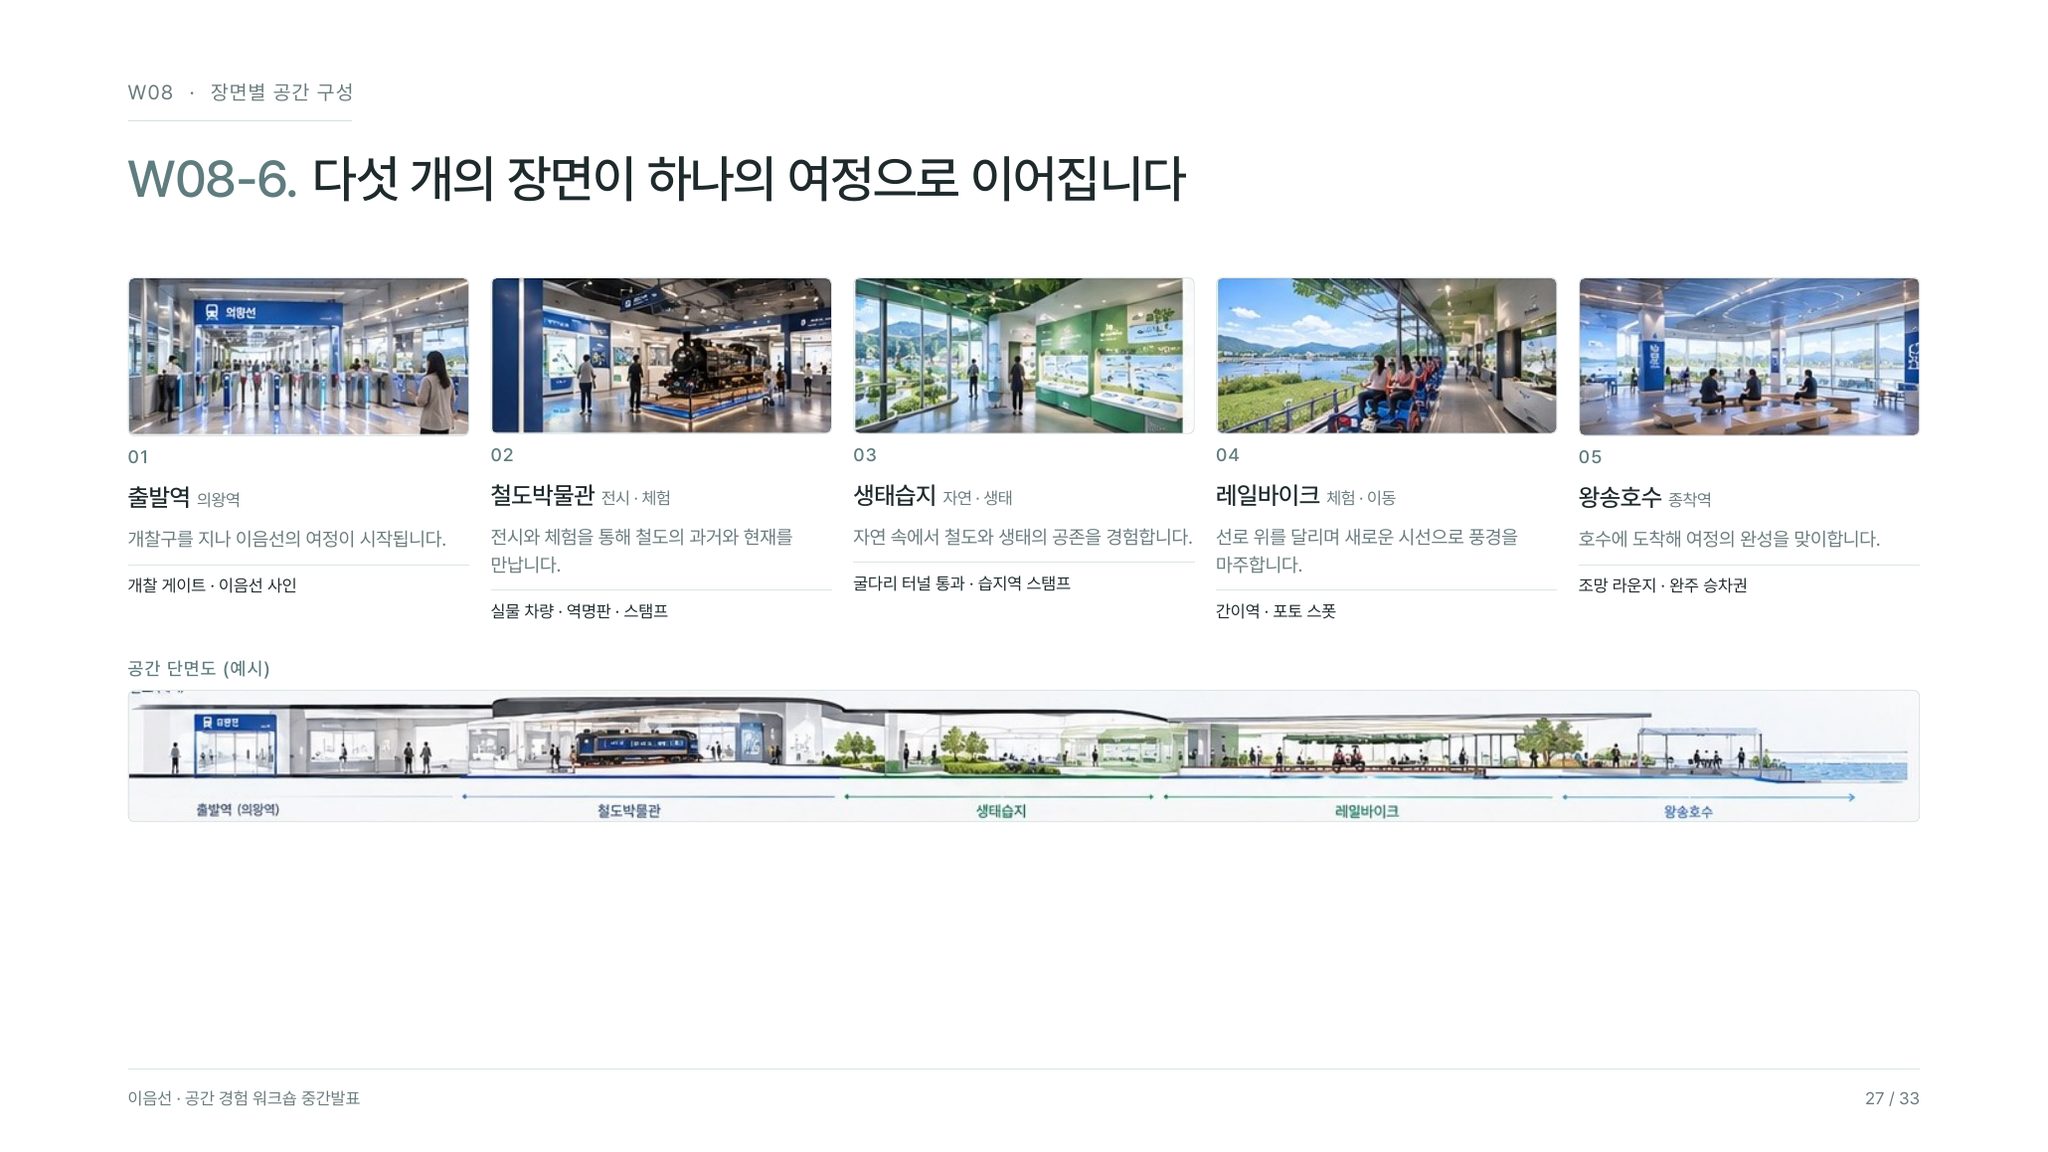 W08 · 장면별 공간 구성
W08-6. 다섯 개의 장면이 하나의 여정으로 이어집니다
의왕선
01
출발역 의왕역
개찰구를 지나 이음선의 여정이 시작됩니다.
개찰 게이트 · 이음선 사인
02
철도박물관 전시 · 체험
전시와 체험을 통해 철도의 과거와 현재를
만납니다.
실물 차량 · 역명판 · 스탬프
03
생태습지 자연 · 생태
자연 속에서 철도와 생태의 공존을 경험합니다.
굴다리 터널 통과 · 습지역 스탬프
04
레일바이크 체험 · 이동
선로 위를 달리며 새로운 시선으로 풍경을
마주합니다.
간이역 · 포토 스폿
05
왕송호수 종착역
호수에 도착해 여정의 완성을 맞이합니다.
조망 라운지 · 완주 승차권
공간 단면도 (예시)
출발역 (의왕역)
철도박물관
생태습지
레일바이크
왕송호수
이음선 · 공간 경험 워크숍 중간발표
27 / 33